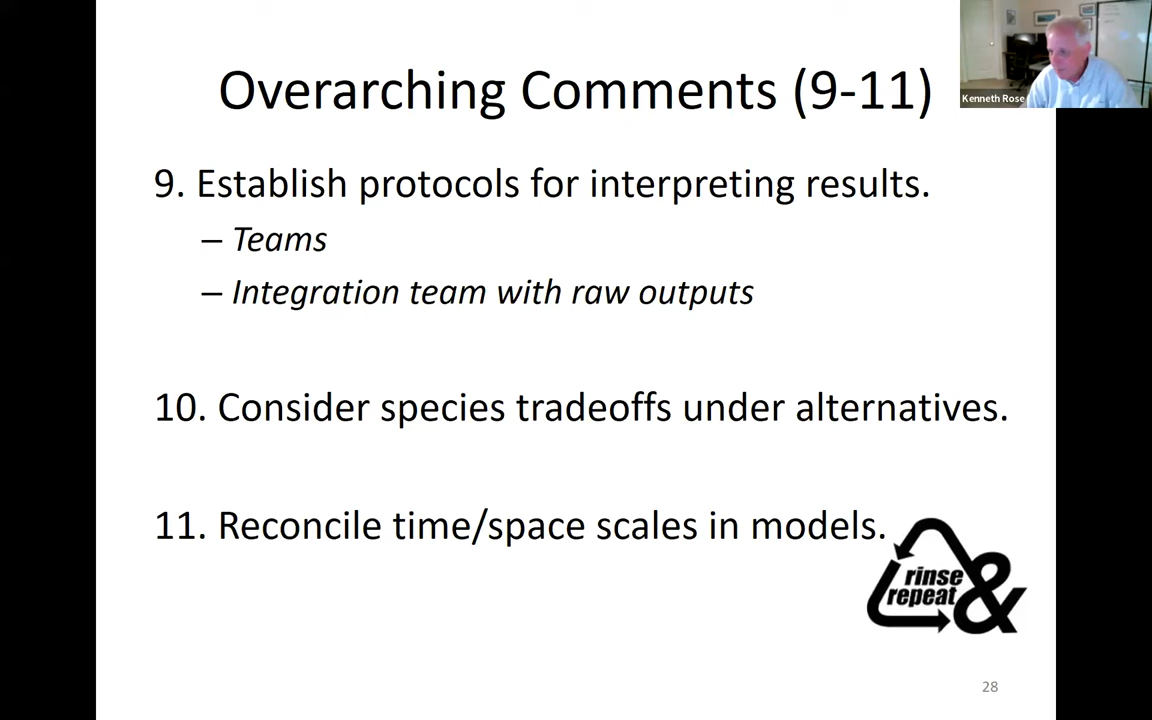 Overarching Comments (9-11)
Kenneth Rose
9. Establish protocols for interpreting results.
– Teams
– Integration team with raw outputs
10. Consider species tradeoffs under alternatives.
11. Reconcile time/space scales in models.
rinse &
repeat
28